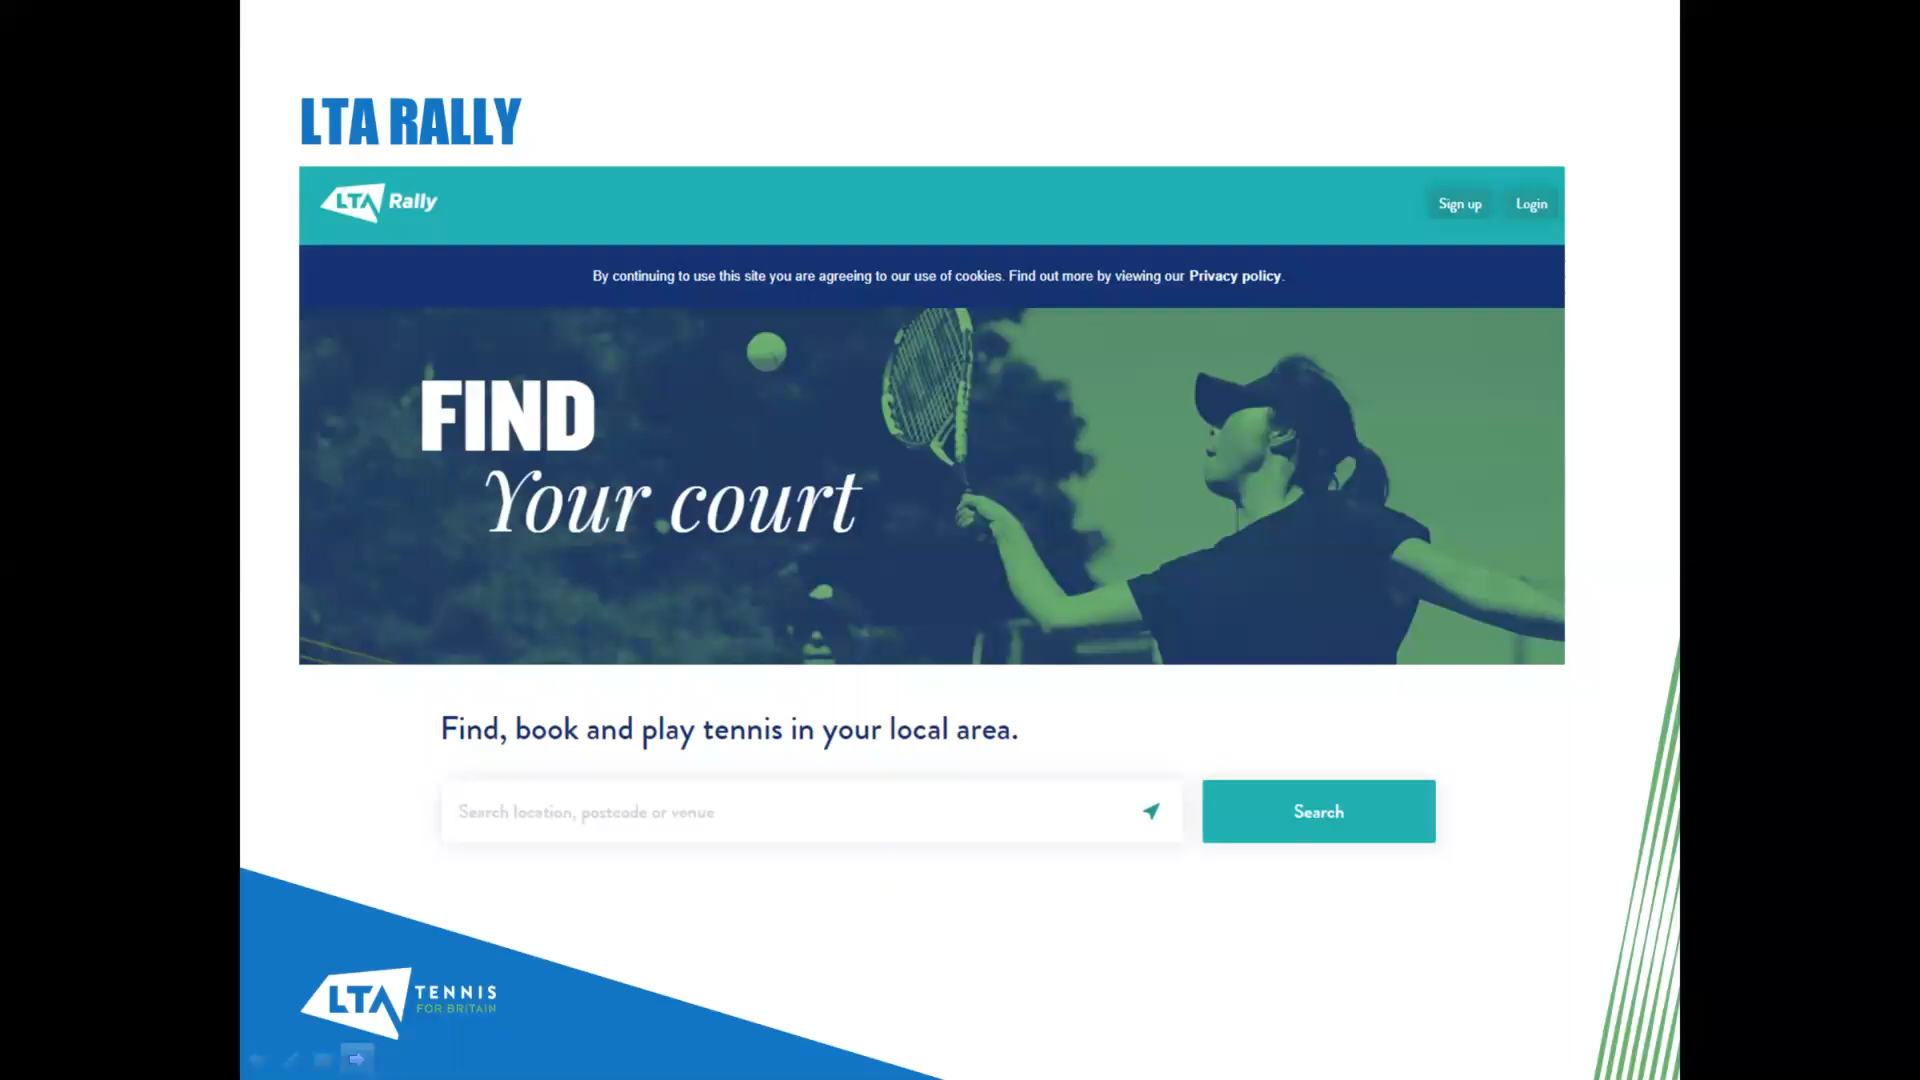 LTA RALLY
LTA Rally
Sign up
Login
By continuing to use this site you are agreeing to our use of cookies. Find out more by viewing our Privacy policy.
FIND
Your court
Find, book and play tennis in your local area.
Search location, postcode or venue
Search
LTA TENNIS
FOR BRITAIN